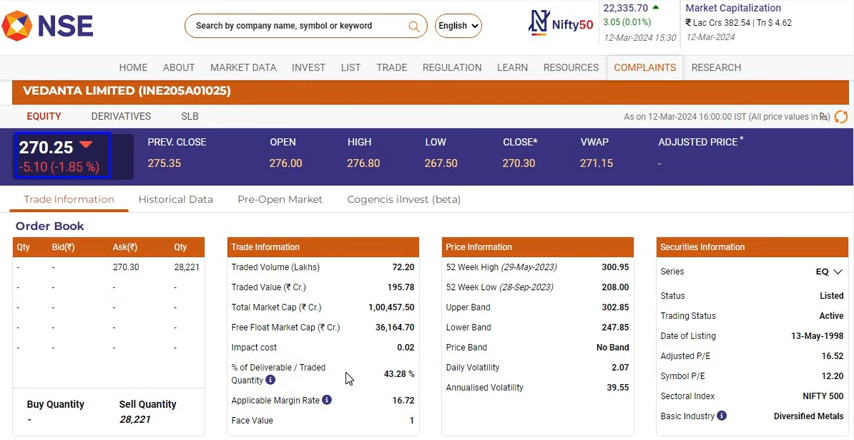 NSE
Search by company name, symbol or keyword
English
Nifty50
22,335.70
3.05 (0.01%)
12-Mar-2024 15:30
Market Capitalization
₹ Lac Crs 382.54 | Tn $ 4.62
12-Mar-2024
HOME ABOUT MARKET DATA INVEST LIST TRADE REGULATION LEARN RESOURCES COMPLAINTS RESEARCH
VEDANTA LIMITED (INE205A01025)
EQUITY DERIVATIVES SLB
As on 12-Mar-2024 16:00:00 IST (All price values in ₨)
270.25
-5.10 (-1.85 %)
PREV. CLOSE OPEN HIGH LOW CLOSE* VWAP ADJUSTED PRICE*
275.35 276.00 276.80 267.50 270.30 271.15 -
Trade Information Historical Data Pre-Open Market Cogencis iInvest (beta)
Order Book
Qty Bid(₹) Ask(₹) Qty
- - 270.30 28,221
- - - -
- - - -
- - - -
- - - -
Buy Quantity Sell Quantity
- 28,221
Trade Information
Traded Volume (Lakhs) 72.20
Traded Value (₹ Cr.) 195.78
Total Market Cap (₹ Cr.) 1,00,457.50
Free Float Market Cap (₹ Cr.) 36,164.70
Impact cost 0.02
% of Deliverable / Traded
Quantity 43.28 %
Applicable Margin Rate 16.72
Face Value 1
Price Information
52 Week High (29-May-2023) 300.95
52 Week Low (28-Sep-2023) 208.00
Upper Band 302.85
Lower Band 247.85
Price Band No Band
Daily Volatility 2.07
Annualised Volatility 39.55
Securities Information
Series EQ
Status Listed
Trading Status Active
Date of Listing 13-May-1998
Adjusted P/E 16.52
Symbol P/E 12.20
Sectoral Index NIFTY 500
Basic Industry Diversified Metals